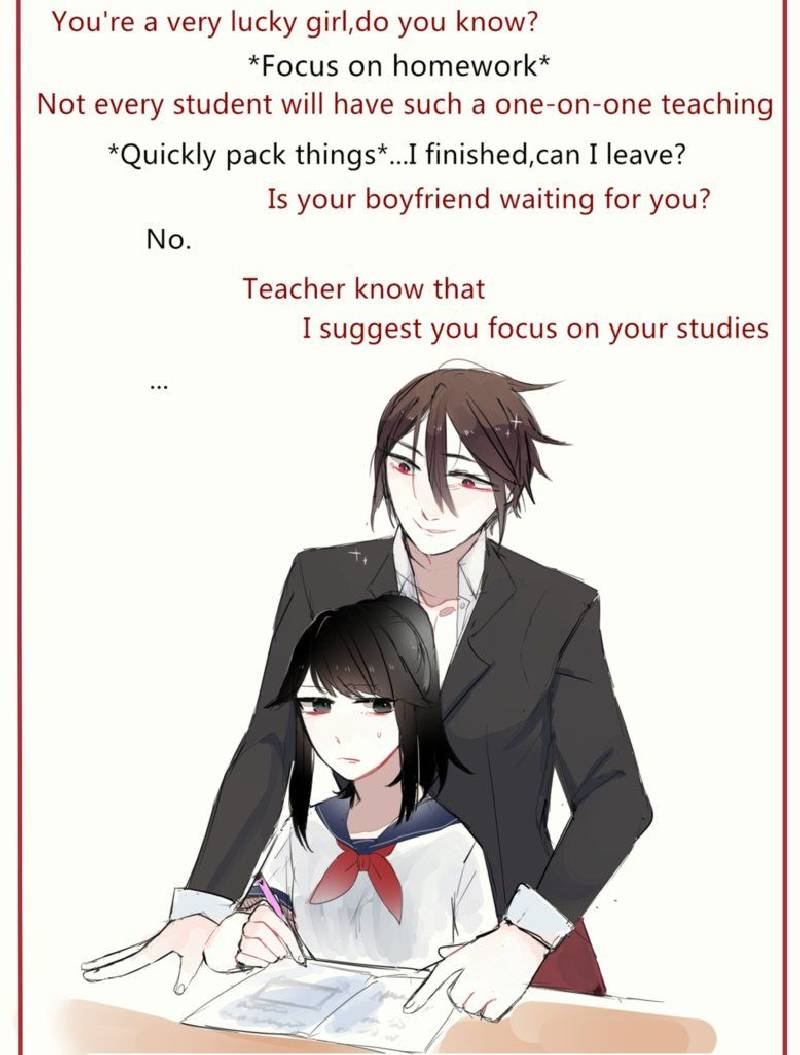 You're a very lucky girl,do you know?
*Focus on homework*
Not every student will have such a one-on-one teaching
*Quickly pack things*...I finished,can I leave?
Is your boyfriend waiting for you?
No.
Teacher know that
I suggest you focus on your studies
...